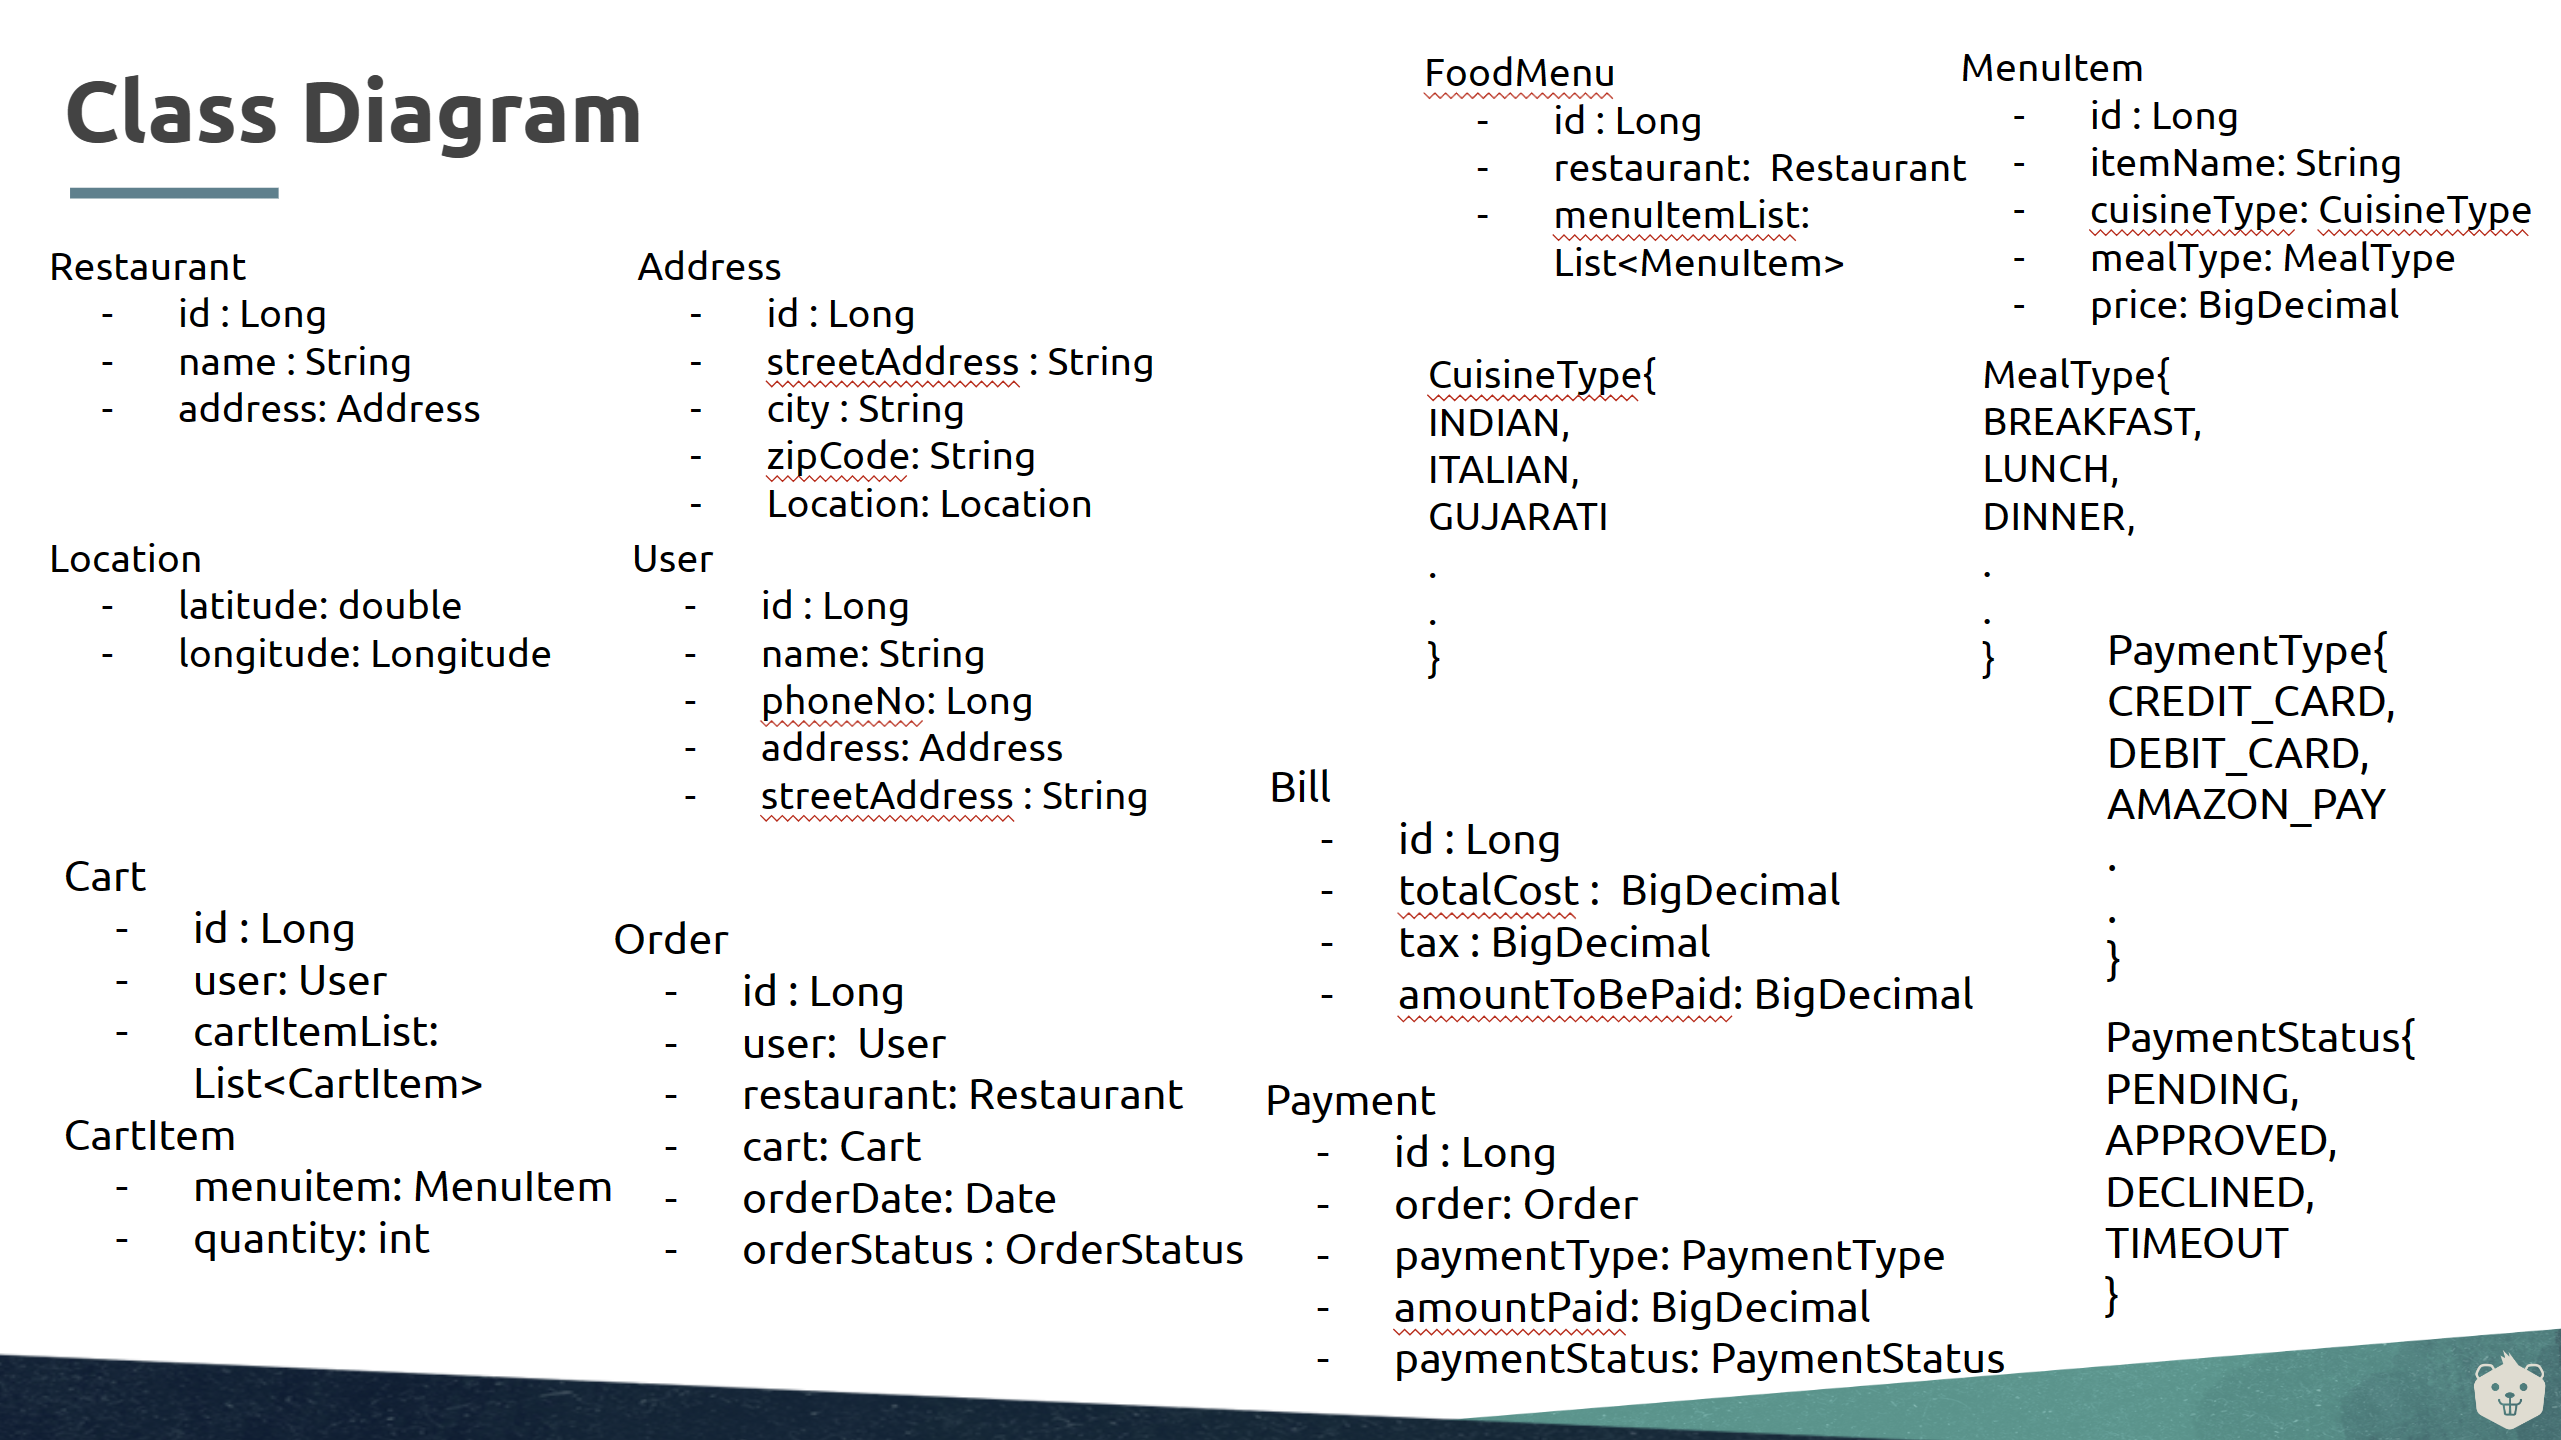 Class Diagram
Restaurant
- id : Long
- name : String
- address: Address
Location
- latitude: double
- longitude: Longitude
Address
- id : Long
- streetAddress : String
- city : String
- zipCode: String
- Location: Location
User
- id : Long
- name: String
- phoneNo: Long
- address: Address
- streetAddress : String
Cart
- id : Long
- user: User
- cartItemList:
List<CartItem>
CartItem
- menuitem: MenuItem
- quantity: int
Order
- id : Long
- user: User
- restaurant: Restaurant
- cart: Cart
- orderDate: Date
- orderStatus : OrderStatus
FoodMenu
- id : Long
- restaurant: Restaurant
- menuItemList:
List<MenuItem>
MenuItem
- id : Long
- itemName: String
- cuisineType: CuisineType
- mealType: MealType
- price: BigDecimal
CuisineType{
INDIAN,
ITALIAN,
GUJARATI
.
.
}
MealType{
BREAKFAST,
LUNCH,
DINNER,
.
.
}
Bill
- id : Long
- totalCost : BigDecimal
- tax : BigDecimal
- amountToBePaid: BigDecimal
Payment
- id : Long
- order: Order
- paymentType: PaymentType
- amountPaid: BigDecimal
- paymentStatus: PaymentStatus
PaymentType{
CREDIT_CARD,
DEBIT_CARD,
AMAZON_PAY
.
.
}
PaymentStatus{
PENDING,
APPROVED,
DECLINED,
TIMEOUT
}